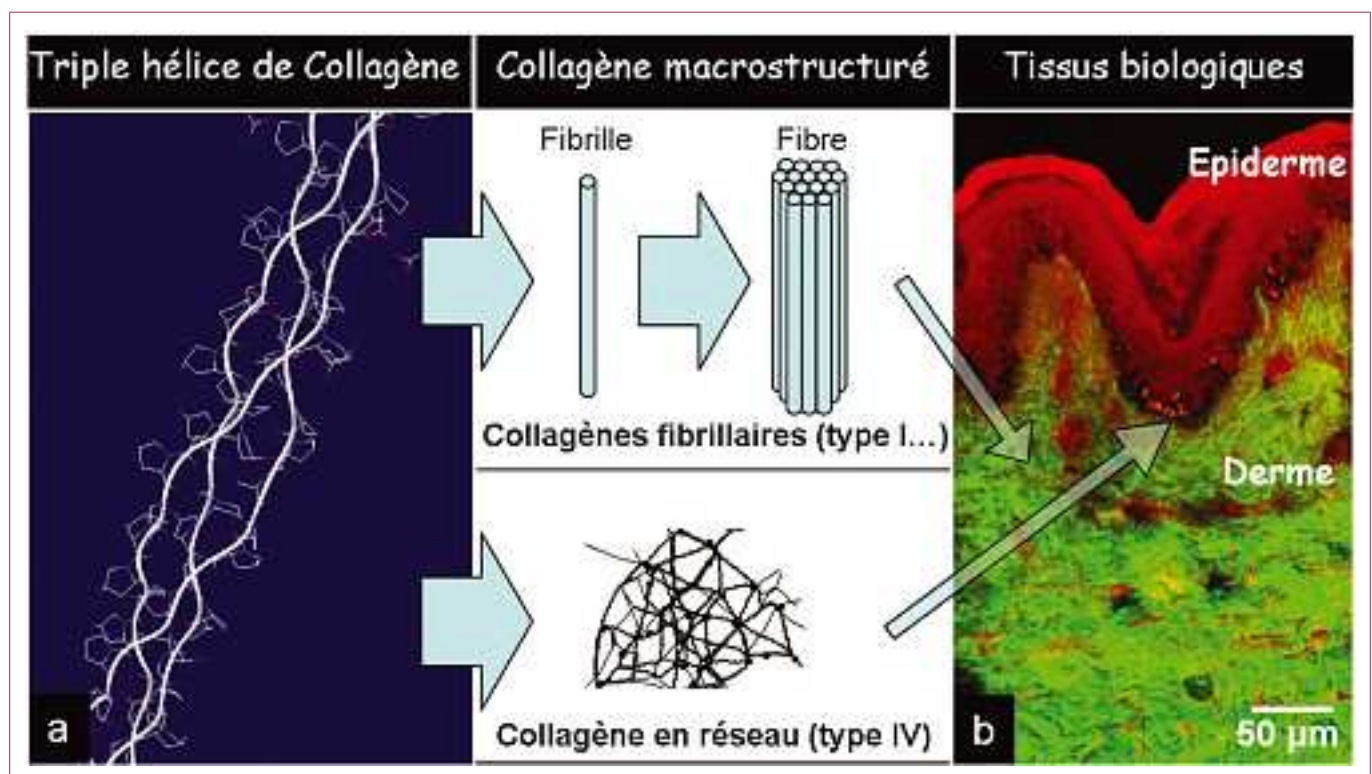 Triple hélice de Collagène
Collagène macrostructuré
Tissus biologiques
Fibrille
Fibre
Collagènes fibrillaires (type I...)
Collagène en réseau (type IV)
Epiderme
Derme
a
b
50 µm